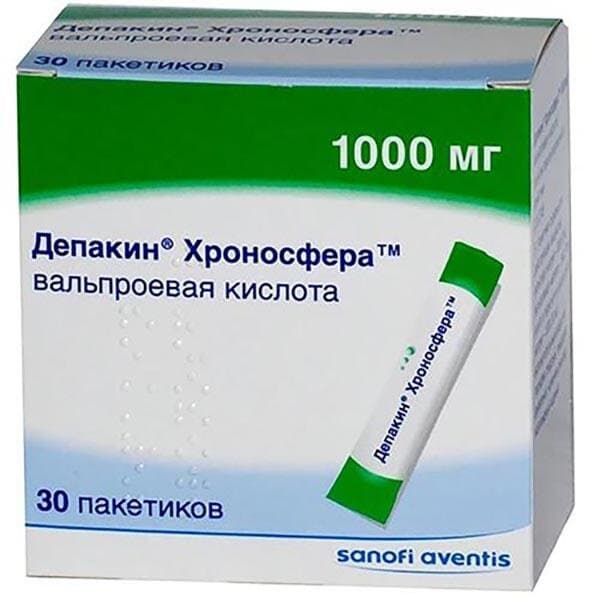 Депакин Хроносфера™
вальпроевая кислота
30 пакетиков
1000 мг
Депакин® Хроносфера™
вальпроевая кислота
Депакин® Хроносфера™
30 пакетиков
sanofi aventis